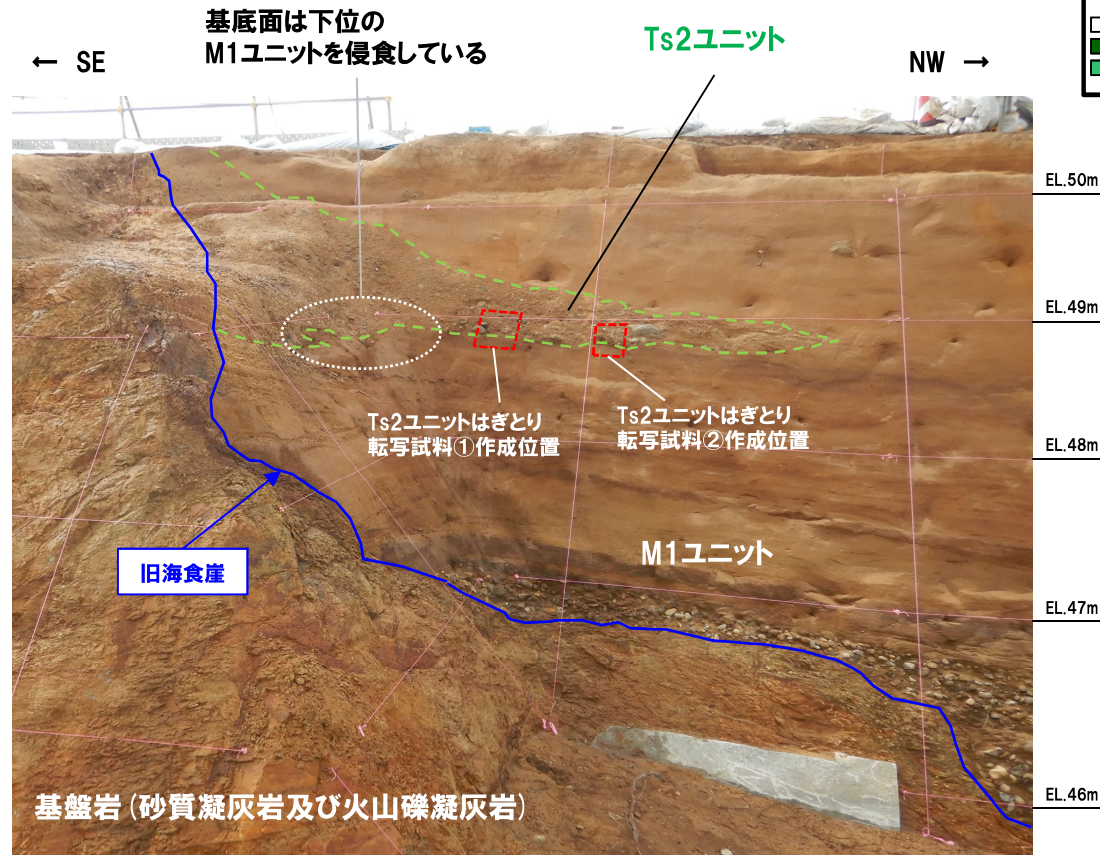 基底面は下位の
M1ユニットを侵食している
Ts2ユニット
← SE
NW →
EL.50m
EL.49m
Ts2ユニットはぎとり
転写試料①作成位置
Ts2ユニットはぎとり
転写試料②作成位置
EL.48m
M1ユニット
旧海食崖
EL.47m
EL.46m
基盤岩(砂質凝灰岩及び火山礫凝灰岩)